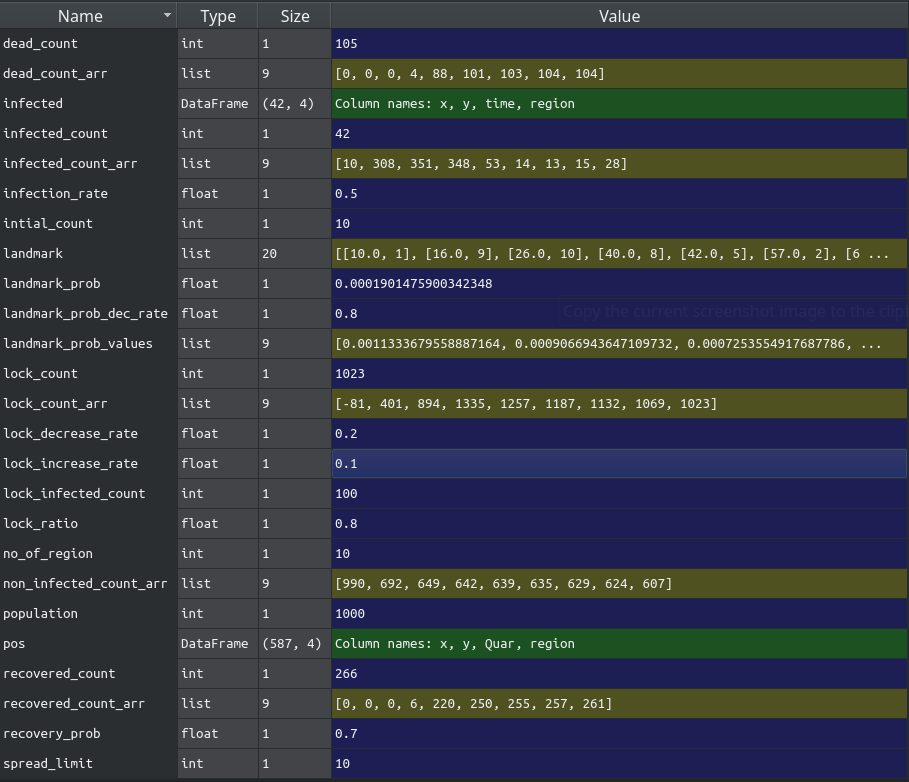 Name Type Size Value
dead_count int 1 105
dead_count_arr list 9 [0, 0, 0, 4, 88, 101, 103, 104, 104]
infected DataFrame (42, 4) Column names: x, y, time, region
infected_count int 1 42
infected_count_arr list 9 [10, 308, 351, 348, 53, 14, 13, 15, 28]
infection_rate float 1 0.5
intial_count int 1 10
landmark list 20 [[10.0, 1], [16.0, 9], [26.0, 10], [40.0, 8], [42.0, 5], [57.0, 2], [6 ...
landmark_prob float 1 0.0001901475900342348
landmark_prob_dec_rate float 1 0.8 Copy the current screenshot image to the clip
landmark_prob_values list 9 [0.0011333679558887164, 0.0009066943647109732, 0.0007253554917687786, ...
lock_count int 1 1023
lock_count_arr list 9 [-81, 401, 894, 1335, 1257, 1187, 1132, 1069, 1023]
lock_decrease_rate float 1 0.2
lock_increase_rate float 1 0.1
lock_infected_count int 1 100
lock_ratio float 1 0.8
no_of_region int 1 10
non_infected_count_arr list 9 [990, 692, 649, 642, 639, 635, 629, 624, 607]
population int 1 1000
pos DataFrame (587, 4) Column names: x, y, Quar, region
recovered_count int 1 266
recovered_count_arr list 9 [0, 0, 0, 6, 220, 250, 255, 257, 261]
recovery_prob float 1 0.7
spread_limit int 1 10